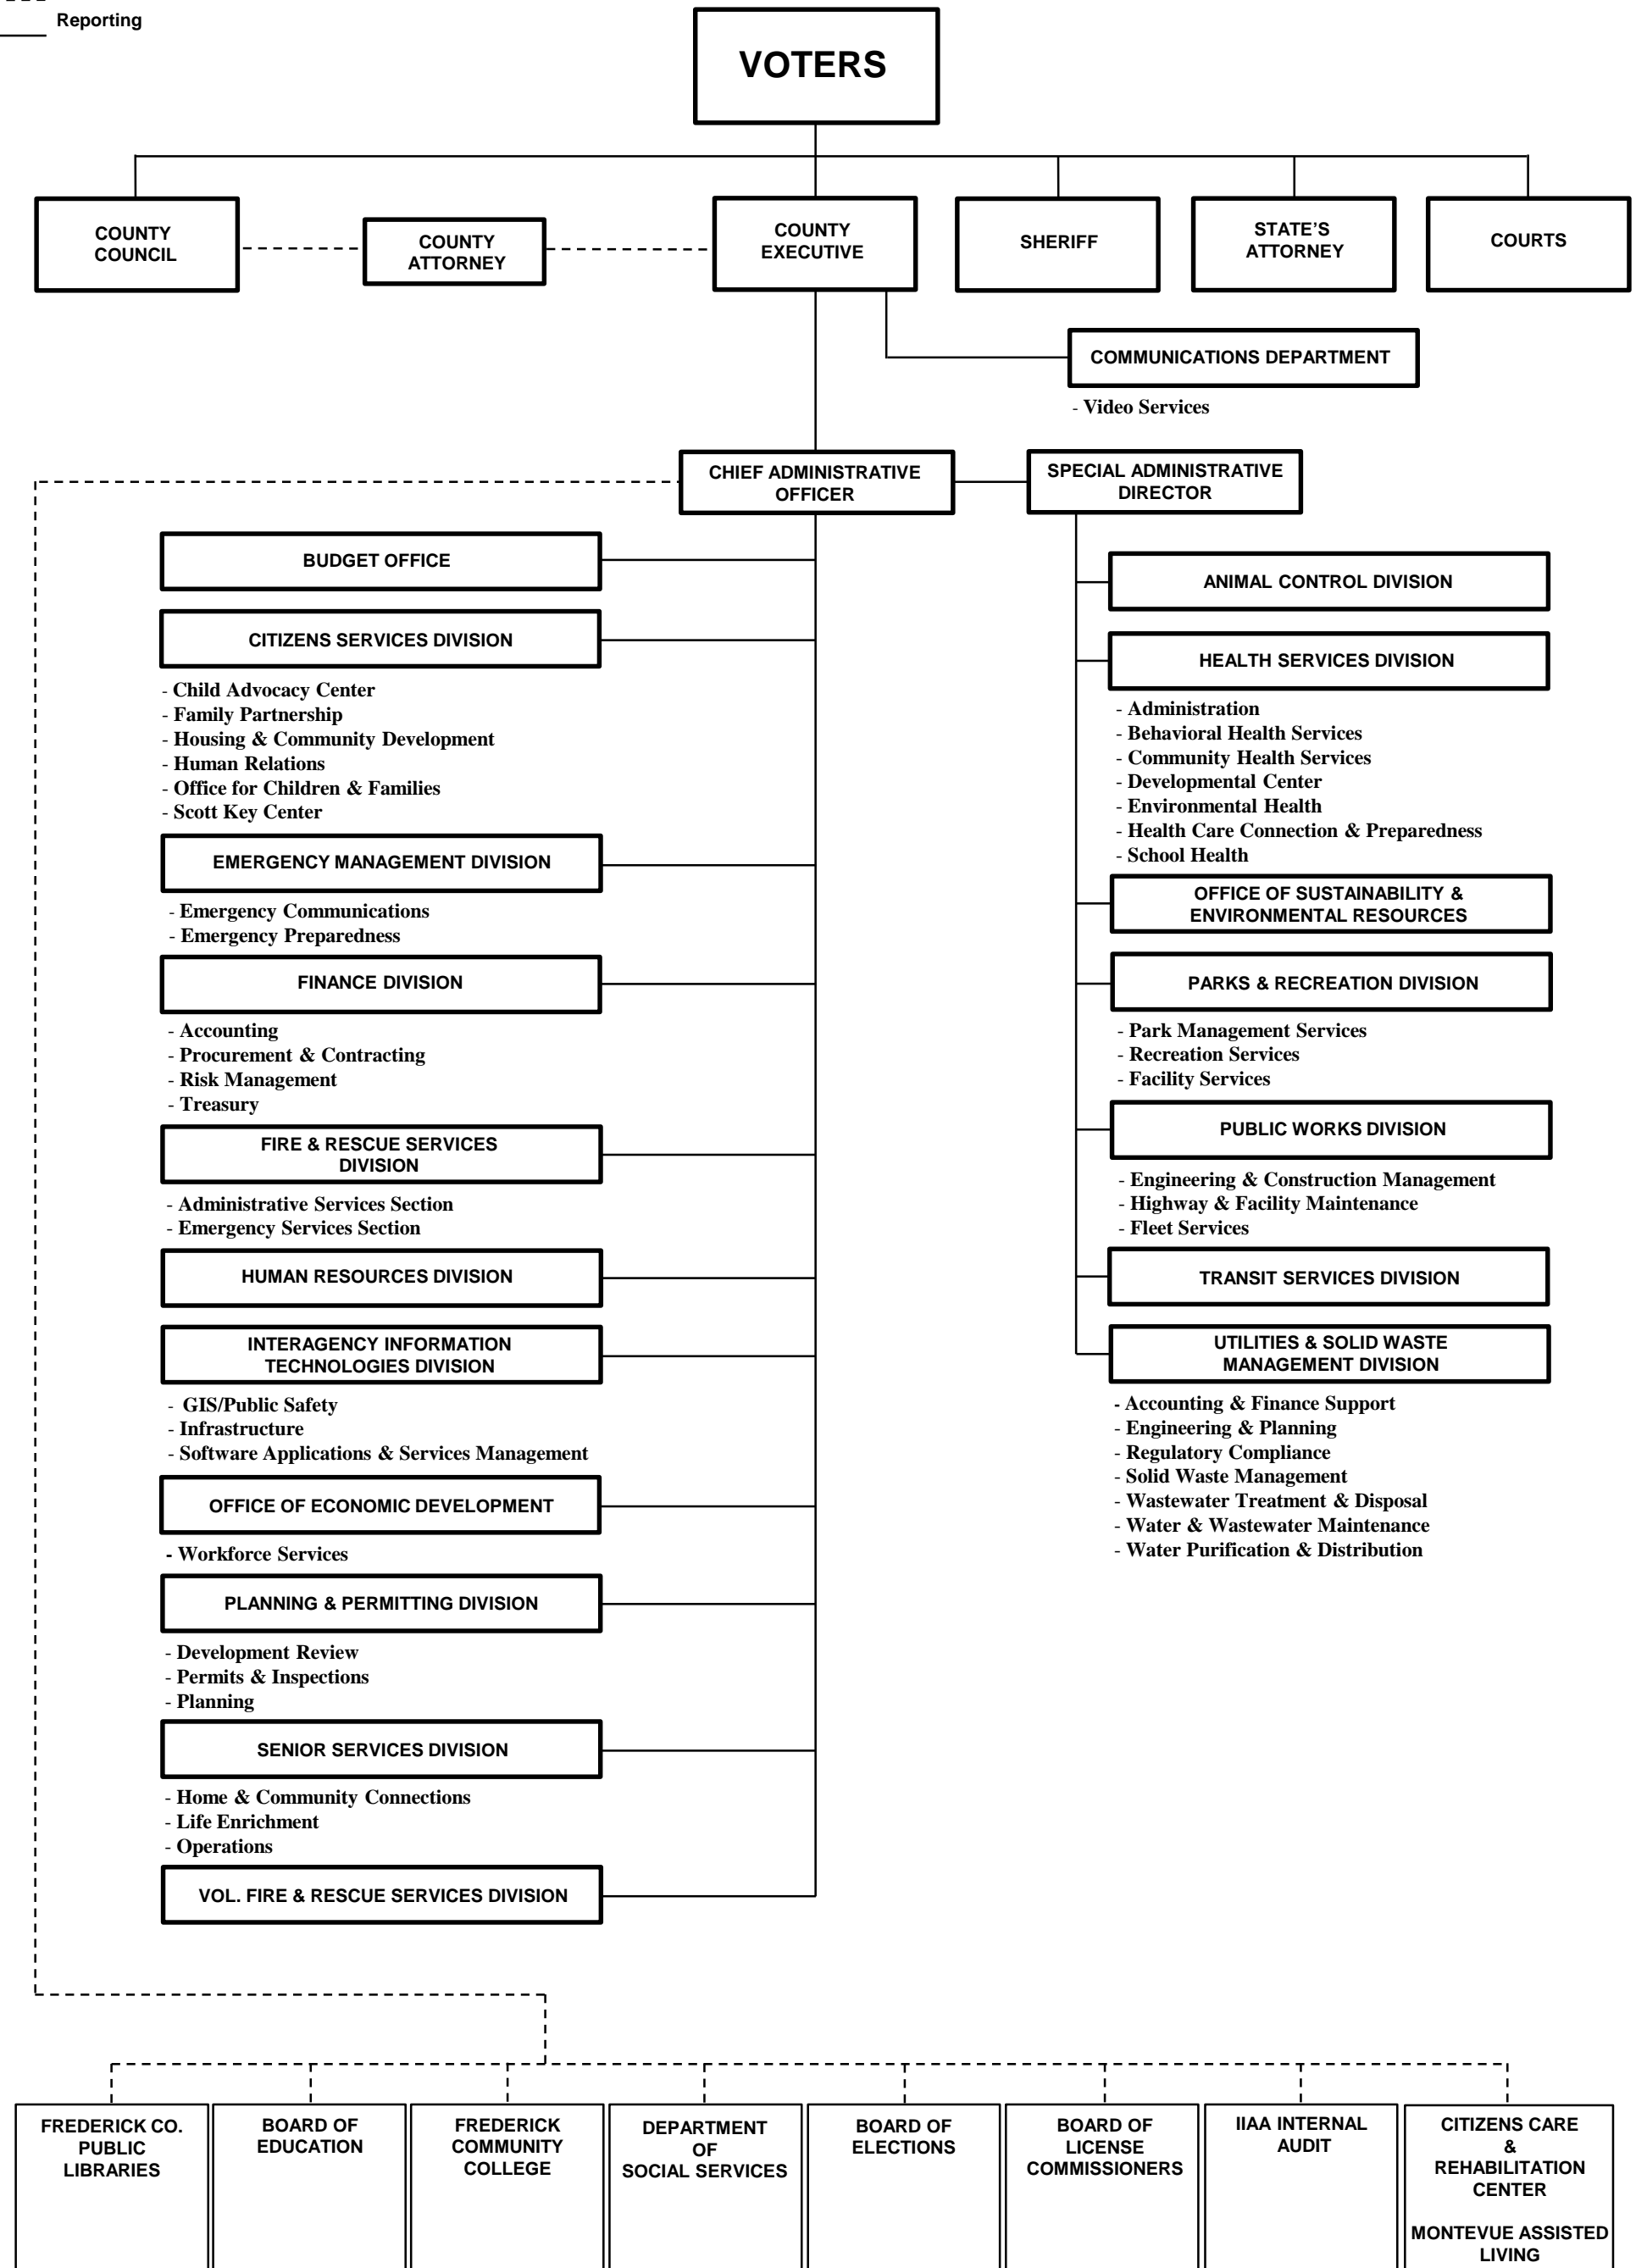 Reporting
VOTERS
COUNTY
COUNCIL
COUNTY
ATTORNEY
COUNTY
EXECUTIVE
SHERIFF
STATE’S
ATTORNEY
COURTS
COMMUNICATIONS DEPARTMENT
- Video Services
CHIEF ADMINISTRATIVE
OFFICER
SPECIAL ADMINISTRATIVE
DIRECTOR
BUDGET OFFICE
CITIZENS SERVICES DIVISION
- Child Advocacy Center
- Family Partnership
- Housing & Community Development
- Human Relations
- Office for Children & Families
- Scott Key Center
EMERGENCY MANAGEMENT DIVISION
- Emergency Communications
- Emergency Preparedness
FINANCE DIVISION
- Accounting
- Procurement & Contracting
- Risk Management
- Treasury
FIRE & RESCUE SERVICES
DIVISION
- Administrative Services Section
- Emergency Services Section
HUMAN RESOURCES DIVISION
INTERAGENCY INFORMATION
TECHNOLOGIES DIVISION
- GIS/Public Safety
- Infrastructure
- Software Applications & Services Management
OFFICE OF ECONOMIC DEVELOPMENT
- Workforce Services
PLANNING & PERMITTING DIVISION
- Development Review
- Permits & Inspections
- Planning
SENIOR SERVICES DIVISION
- Home & Community Connections
- Life Enrichment
- Operations
VOL. FIRE & RESCUE SERVICES DIVISION
ANIMAL CONTROL DIVISION
HEALTH SERVICES DIVISION
- Administration
- Behavioral Health Services
- Community Health Services
- Developmental Center
- Environmental Health
- Health Care Connection & Preparedness
- School Health
OFFICE OF SUSTAINABILITY &
ENVIRONMENTAL RESOURCES
PARKS & RECREATION DIVISION
- Park Management Services
- Recreation Services
- Facility Services
PUBLIC WORKS DIVISION
- Engineering & Construction Management
- Highway & Facility Maintenance
- Fleet Services
TRANSIT SERVICES DIVISION
UTILITIES & SOLID WASTE
MANAGEMENT DIVISION
- Accounting & Finance Support
- Engineering & Planning
- Regulatory Compliance
- Solid Waste Management
- Wastewater Treatment & Disposal
- Water & Wastewater Maintenance
- Water Purification & Distribution
FREDERICK CO.
PUBLIC
LIBRARIES
BOARD OF
EDUCATION
FREDERICK
COMMUNITY
COLLEGE
DEPARTMENT
OF
SOCIAL SERVICES
BOARD OF
ELECTIONS
BOARD OF
LICENSE
COMMISSIONERS
IIAA INTERNAL
AUDIT
CITIZENS CARE
&
REHABILITATION
CENTER
MONTEVUE ASSISTED
LIVING